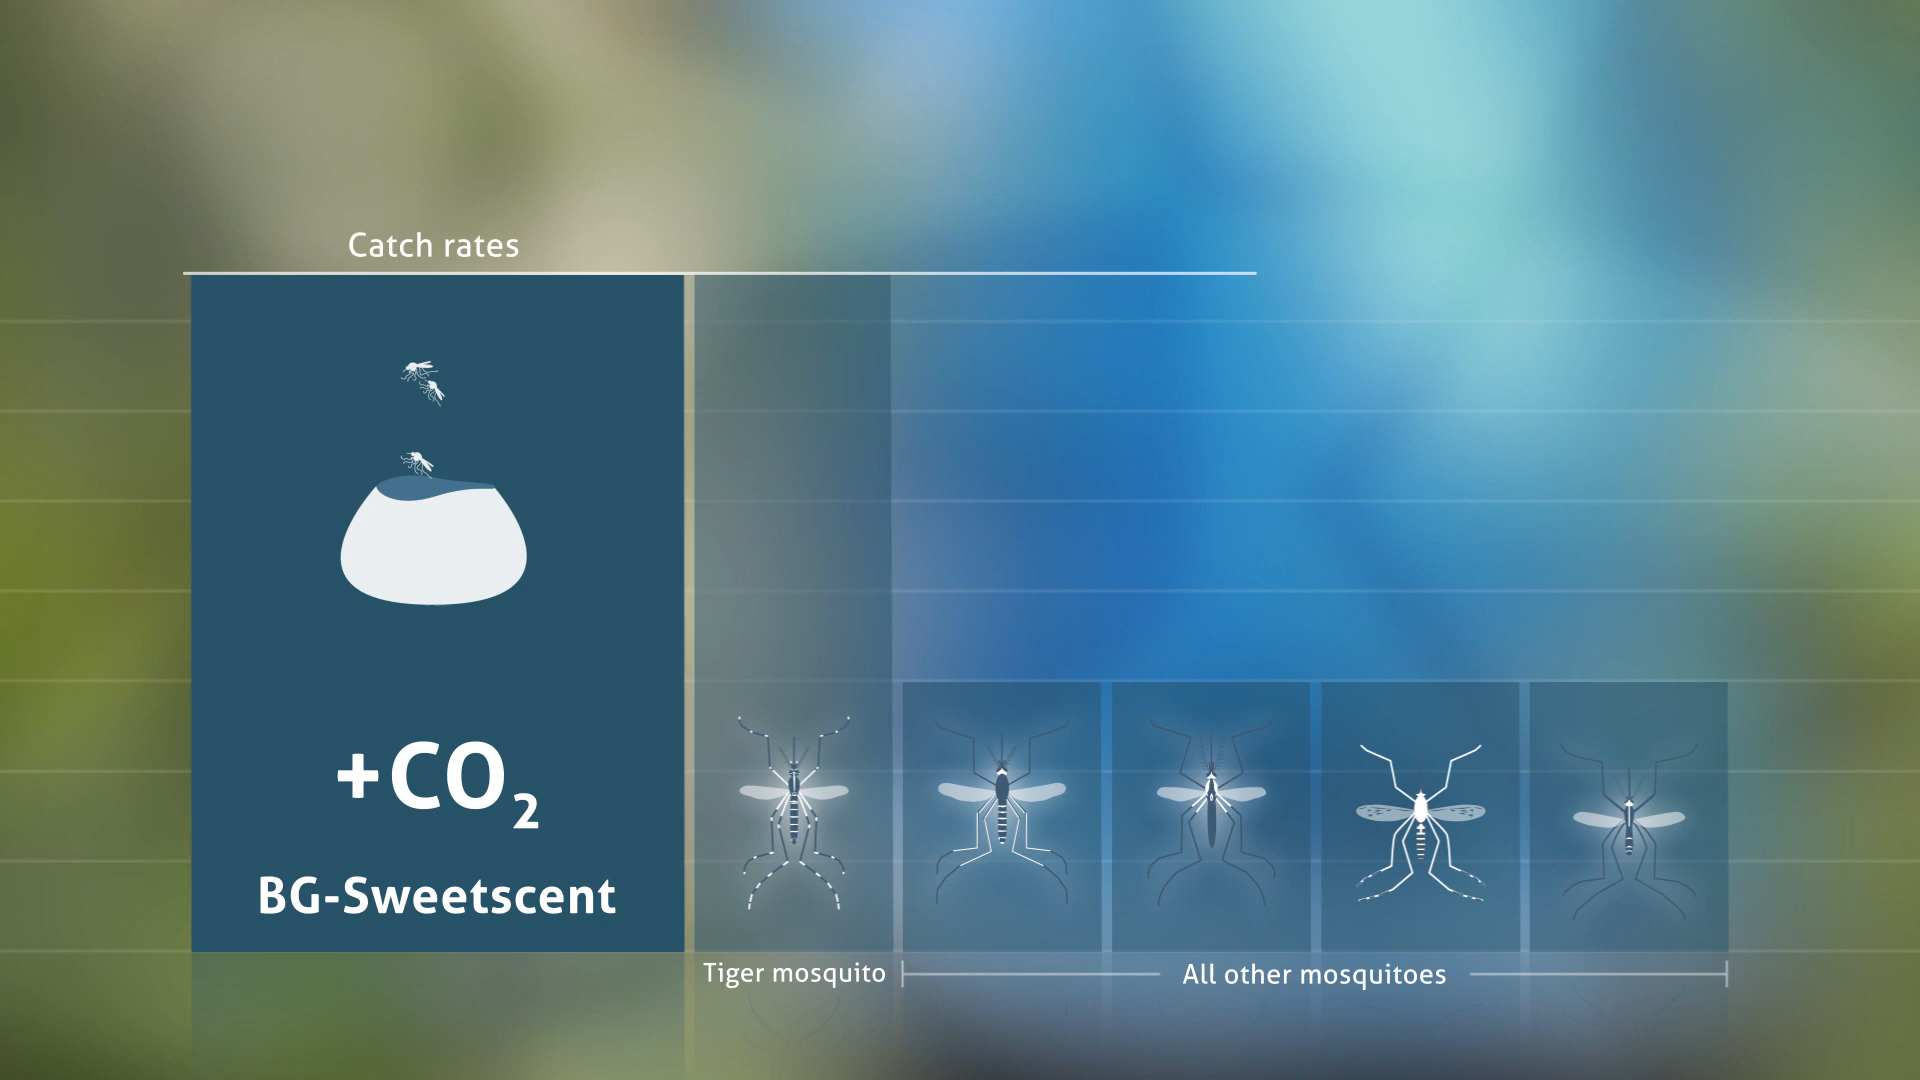 Catch rates
+CO₂
BG-Sweetscent
Tiger mosquito
All other mosquitoes